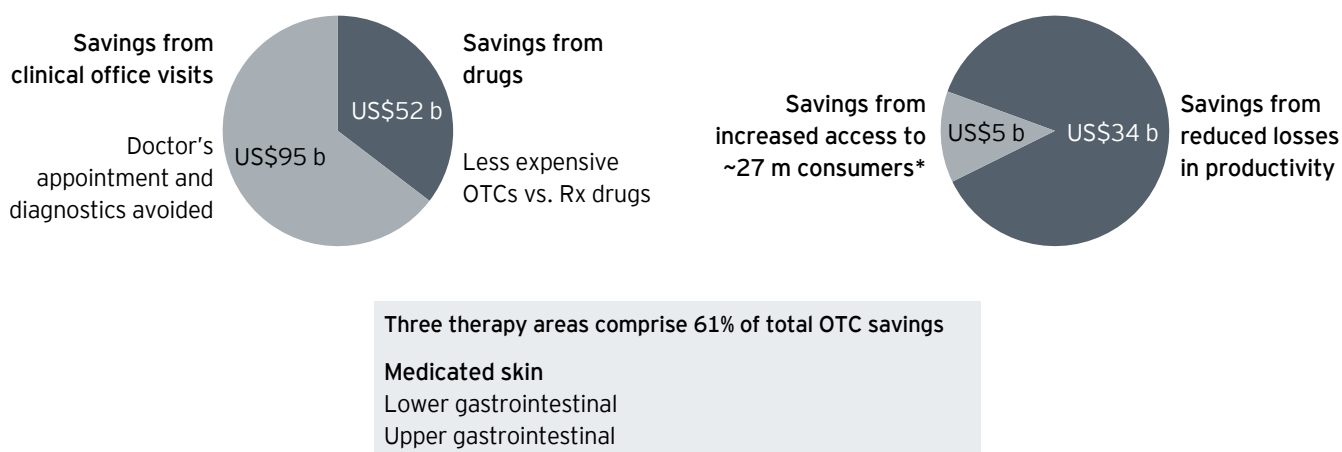 Savings from
clinical office visits
Doctor's
appointment and
diagnostics avoided
US$95 b
US$52 b
Savings from
drugs
Less expensive
OTCs vs. Rx drugs
Savings from
increased access to
~27 m consumers*
US$5 b
US$34 b
Savings from
reduced losses
in productivity
Three therapy areas comprise 61% of total OTC savings
Medicated skin
Lower gastrointestinal
Upper gastrointestinal